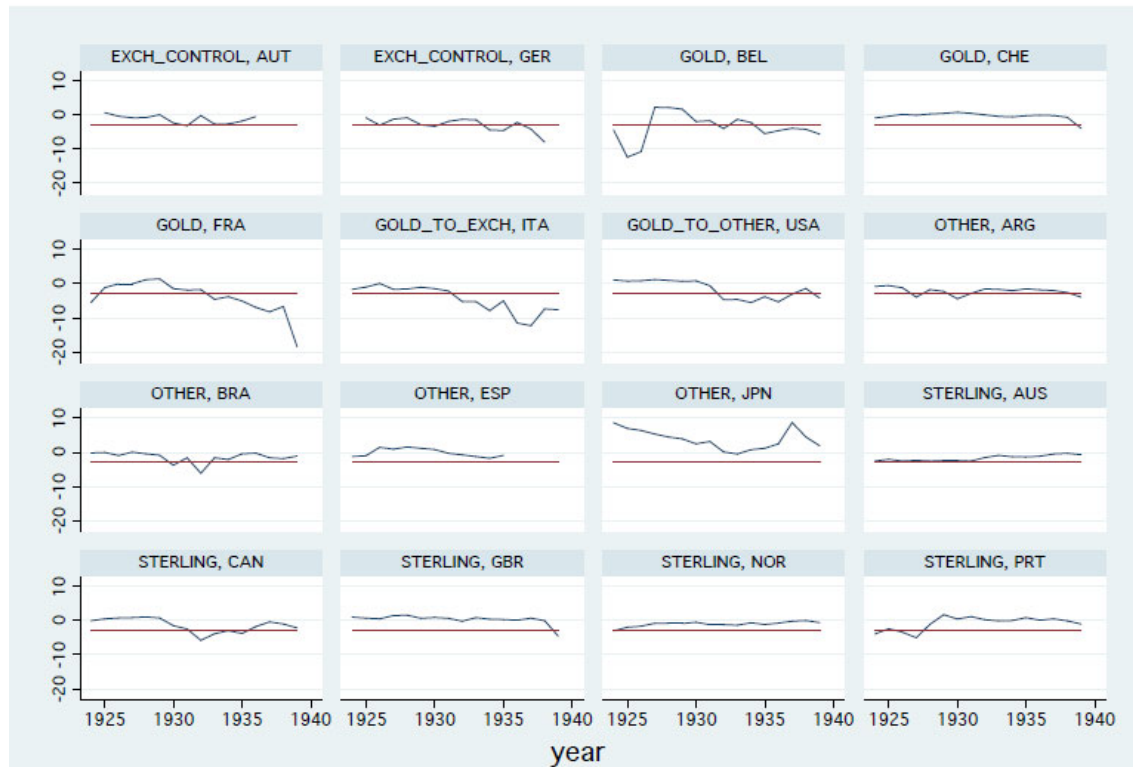 EXCH_CONTROL, AUT
EXCH_CONTROL, GER
GOLD, BEL
GOLD, CHE
10
0
-10
-20
GOLD, FRA
GOLD_TO_EXCH, ITA
GOLD_TO_OTHER, USA
OTHER, ARG
10
0
-10
-20
OTHER, BRA
OTHER, ESP
OTHER, JPN
STERLING, AUS
10
0
-10
-20
STERLING, CAN
STERLING, GBR
STERLING, NOR
STERLING, PRT
10
0
-10
-20
1925 1930 1935 1940
1925 1930 1935 1940
1925 1930 1935 1940
1925 1930 1935 1940
year